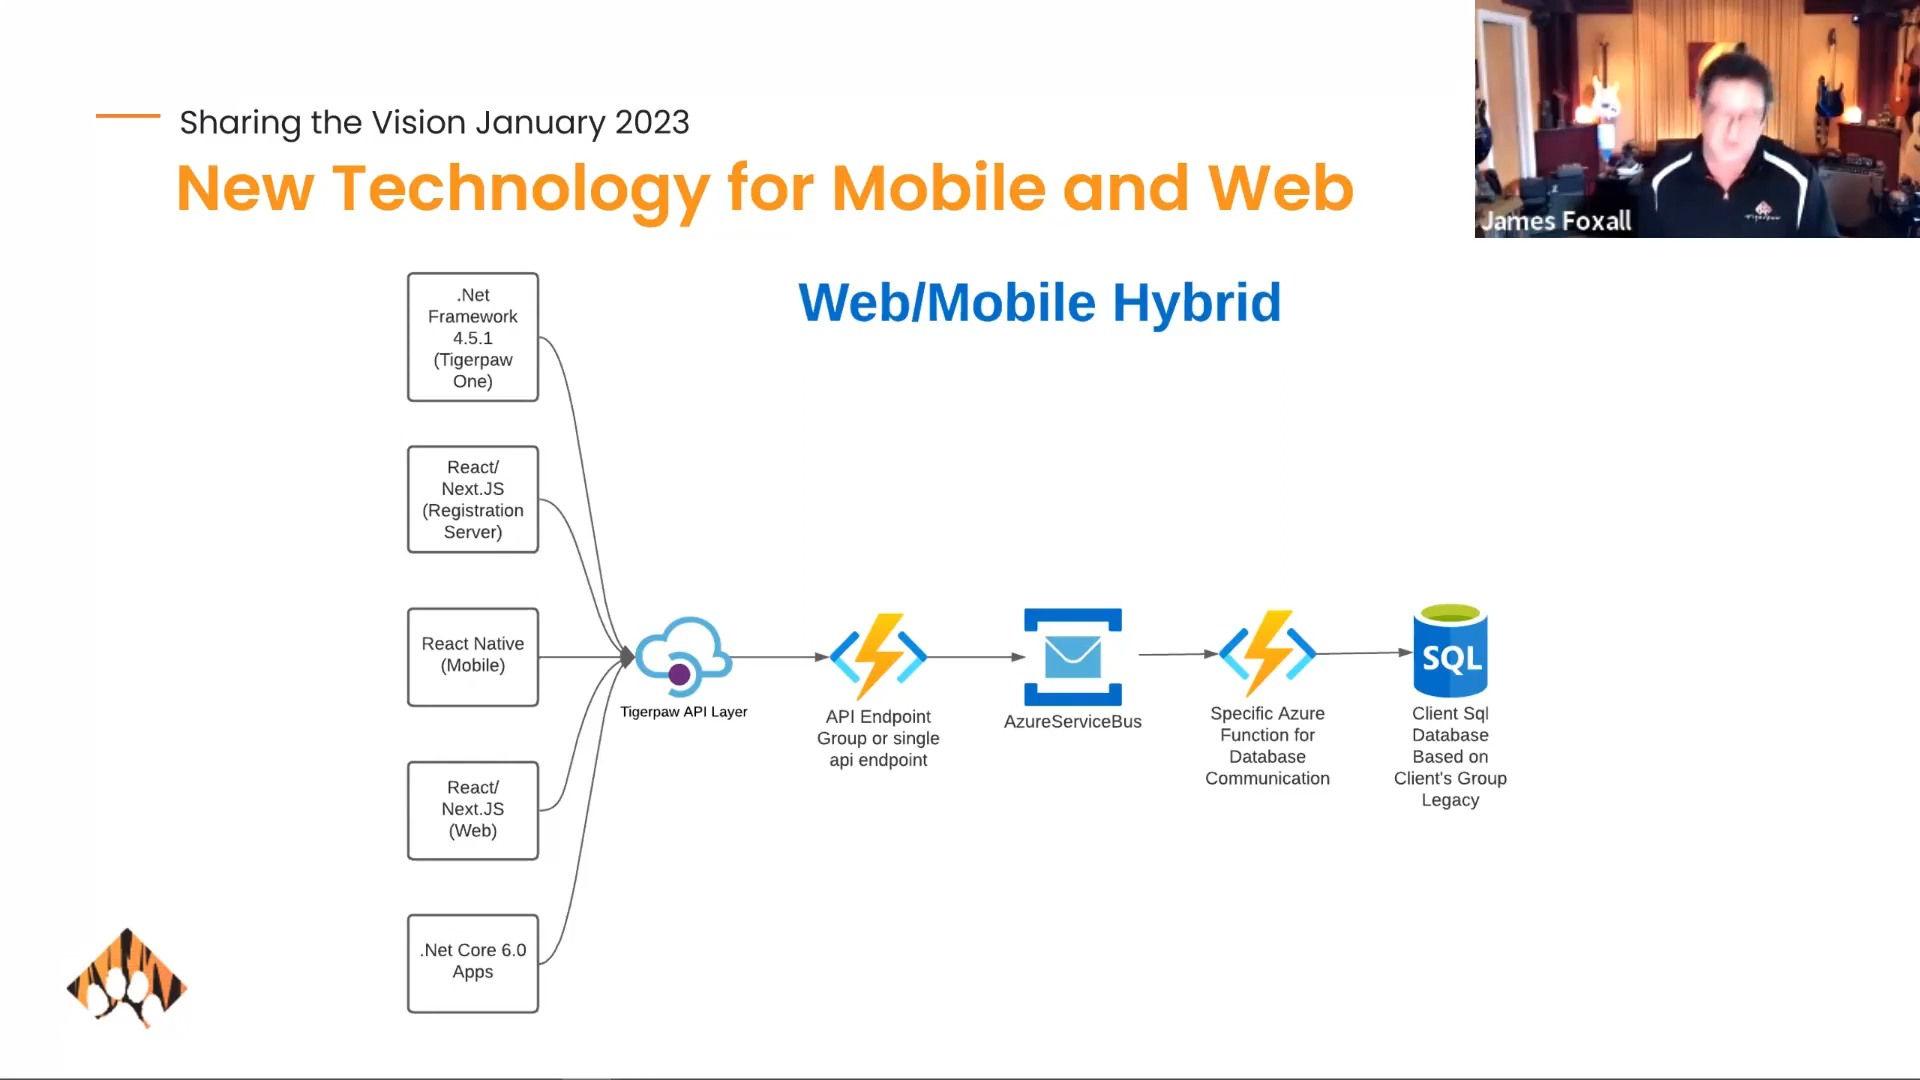 Sharing the Vision January 2023
New Technology for Mobile and Web
James Foxall
Web/Mobile Hybrid
.Net
Framework
4.5.1
(Tigerpaw
One)
React/
Next.JS
(Registration
Server)
React Native
(Mobile)
React/
Next.JS
(Web)
.Net Core 6.0
Apps
Tigerpaw API Layer
API Endpoint
Group or single
api endpoint
AzureServiceBus
Specific Azure
Function for
Database
Communication
SQL
Client Sql
Database
Based on
Client's Group
Legacy